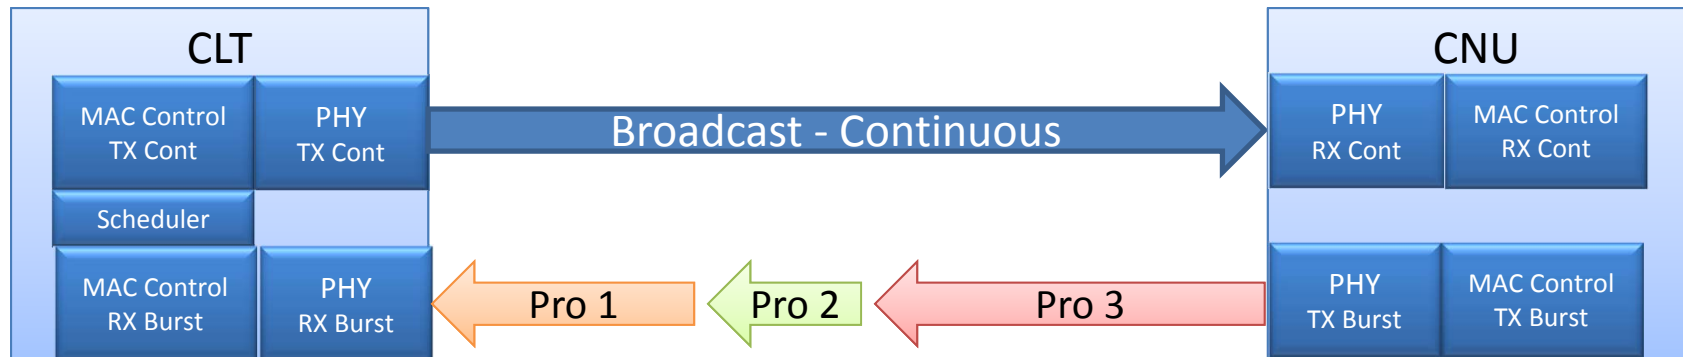 CLT
CNU
MAC Control
TX Cont
PHY
TX Cont
Broadcast - Continuous
PHY
RX Cont
MAC Control
RX Cont
Scheduler
MAC Control
RX Burst
PHY
RX Burst
Pro 1
Pro 2
Pro 3
PHY
TX Burst
MAC Control
TX Burst